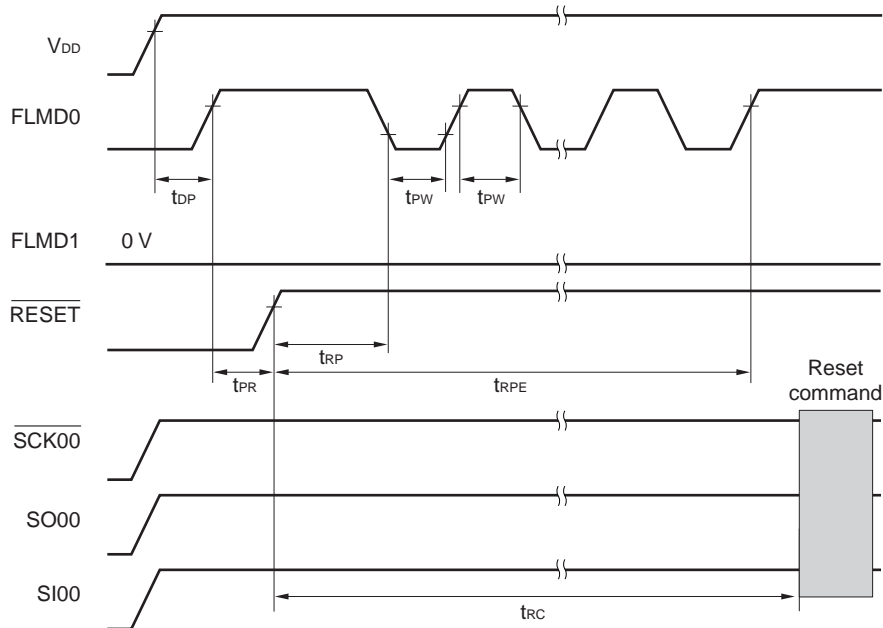 VDD
FLMD0
tDP
tPW
tPW
FLMD1 0 V
RESET
tRP
tPR
tRPE
Reset
command
SCK00
SO00
SI00
tRC